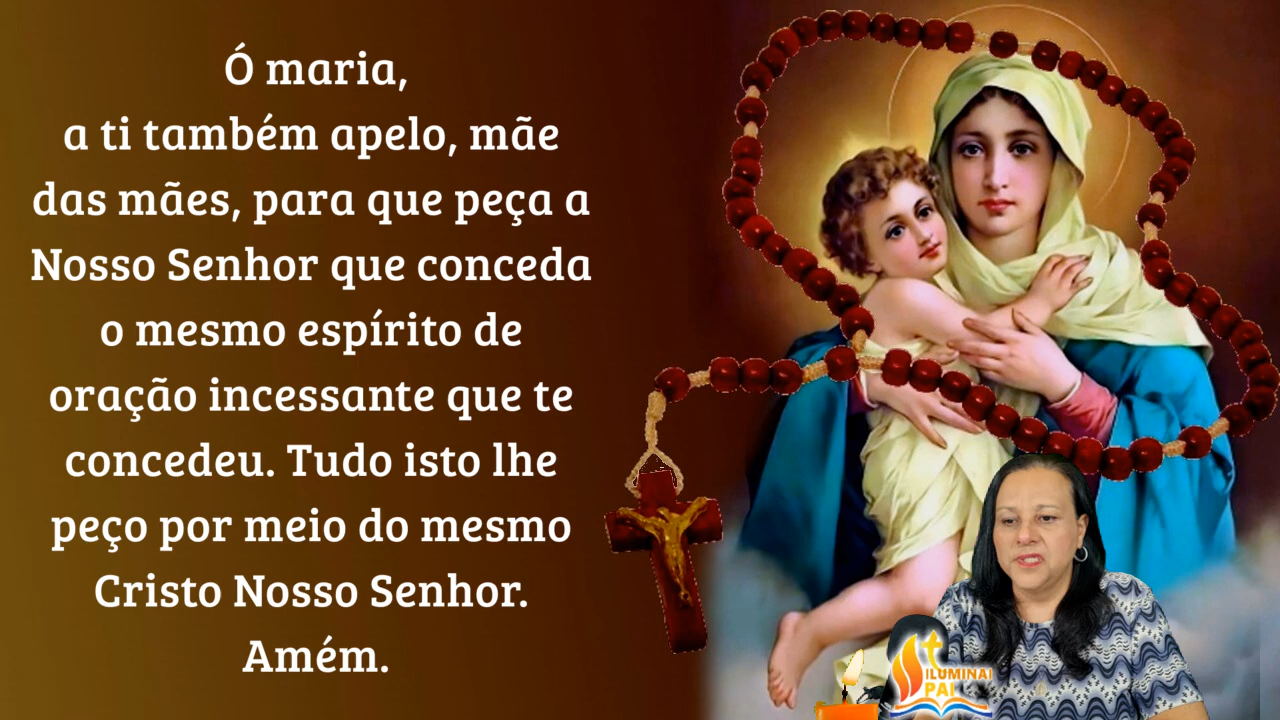 Ó maria,
a ti também apelo, mãe
das mães, para que peça a
Nosso Senhor que conceda
o mesmo espírito de
oração incessante que te
concedeu. Tudo isto lhe
peço por meio do mesmo
Cristo Nosso Senhor.
Amém.
ILUMINAI
PAI